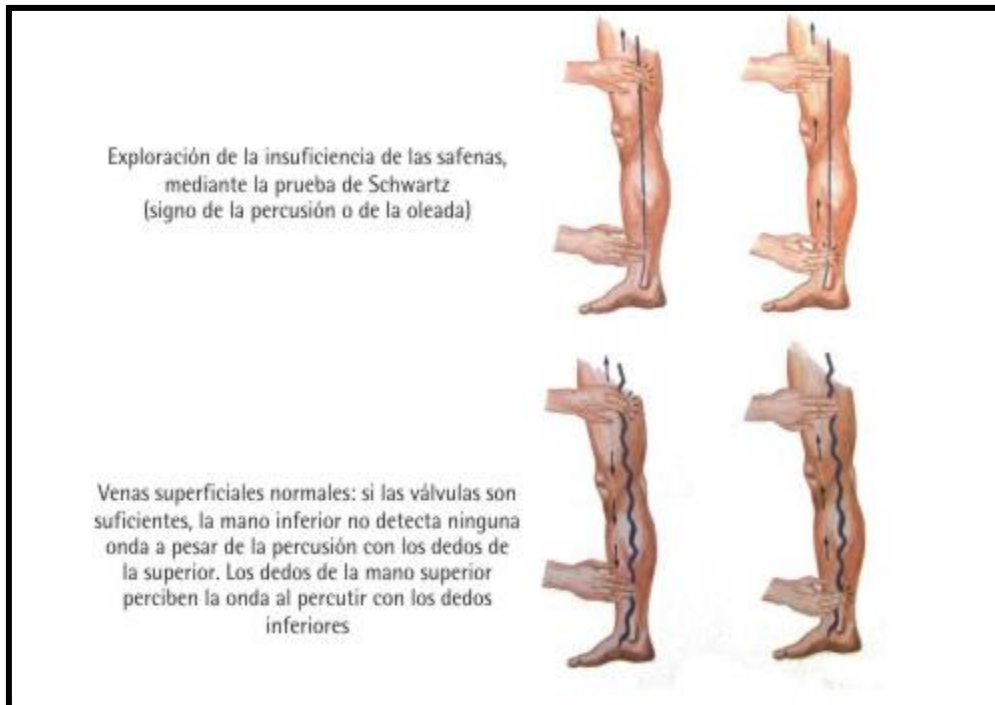 Exploración de la insuficiencia de las safenas,
mediante la prueba de Schwartz
(signo de la percusión o de la oleada)
Venas superficiales normales: si las válvulas son
suficientes, la mano inferior no detecta ninguna
onda a pesar de la percusión con los dedos de
la superior. Los dedos de la mano superior
perciben la onda al percutir con los dedos
inferiores